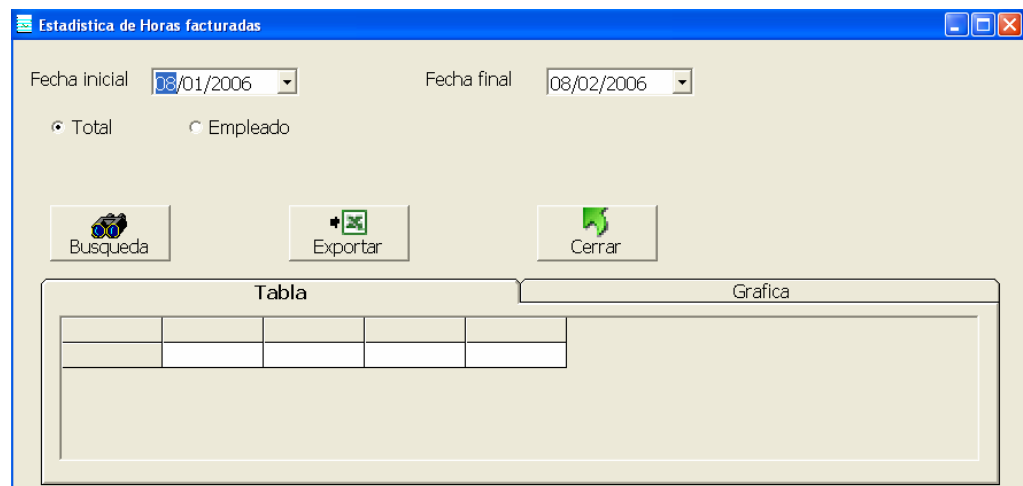 Estadistica de Horas facturadas
Fecha inicial 08/01/2006 Fecha final 08/02/2006
Total Empleado
Busqueda Exportar Cerrar
Tabla Grafica